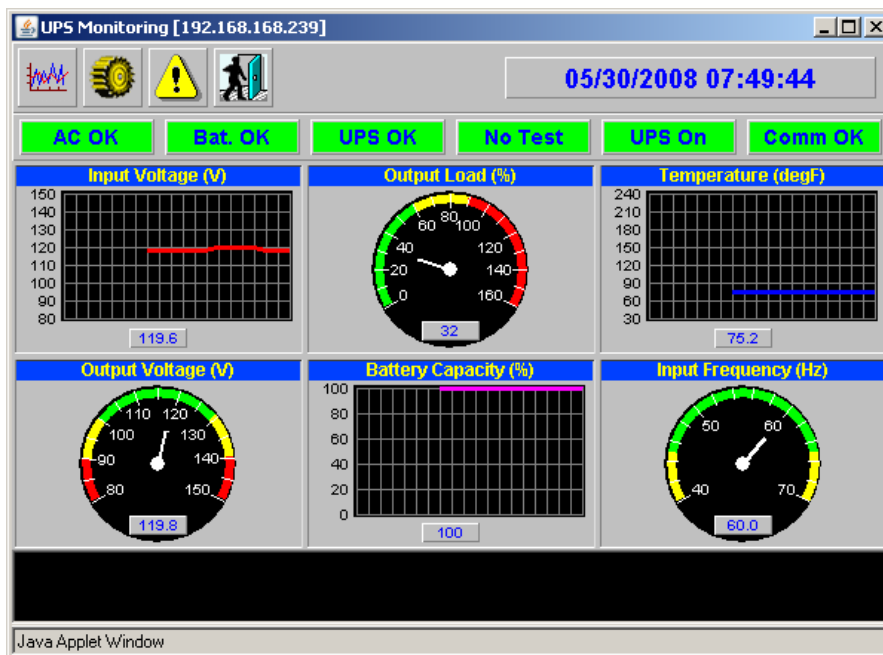 UPS Monitoring [192.168.168.239]
05/30/2008 07:49:44
AC OK Bat. OK UPS OK No Test UPS On Comm OK
Input Voltage (V)
150
140
130
120
110
100
90
80
119.6
Output Load (%)
0 20 40 60 80 100 120 140 160
32
Temperature (degF)
240
210
180
150
120
90
60
30
75.2
Output Voltage (V)
80 90 100 110 120 130 140 150
119.8
Battery Capacity (%)
100
80
60
40
20
0
100
Input Frequency (Hz)
40 50 60 70
60.0
Java Applet Window